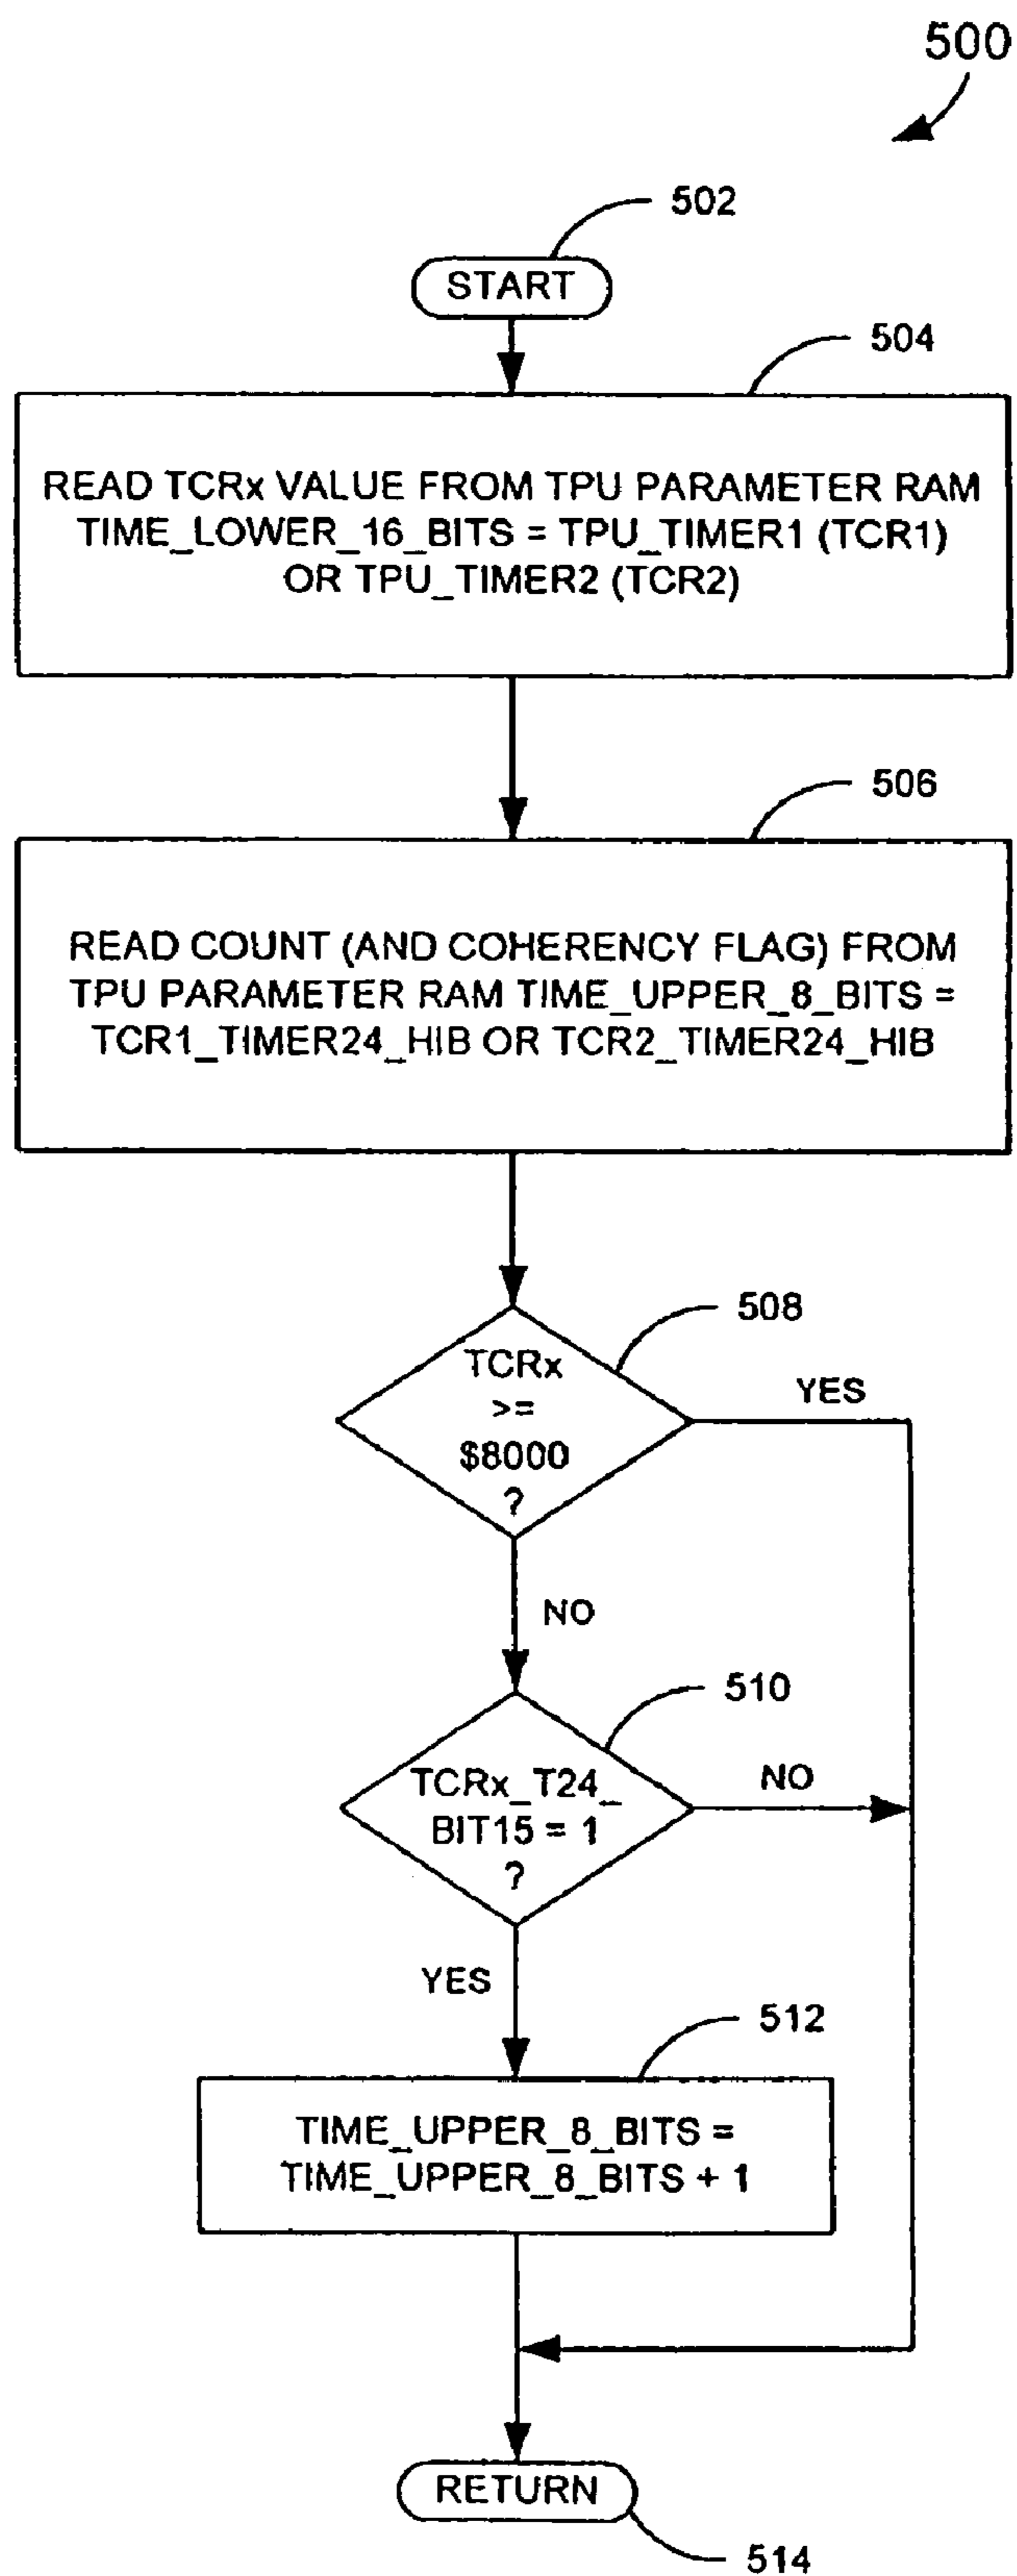 500
502
START
504
READ TCRx VALUE FROM TPU PARAMETER RAM
TIME_LOWER_16_BITS = TPU_TIMER1 (TCR1)
OR TPU_TIMER2 (TCR2)
506
READ COUNT (AND COHERENCY FLAG) FROM
TPU PARAMETER RAM TIME_UPPER_8_BITS =
TCR1_TIMER24_HIB OR TCR2_TIMER24_HIB
508
TCRx
>=
$8000
?
YES
NO
510
TCRx_T24_
BIT15 = 1
?
NO
YES
512
TIME_UPPER_8_BITS =
TIME_UPPER_8_BITS + 1
RETURN
514